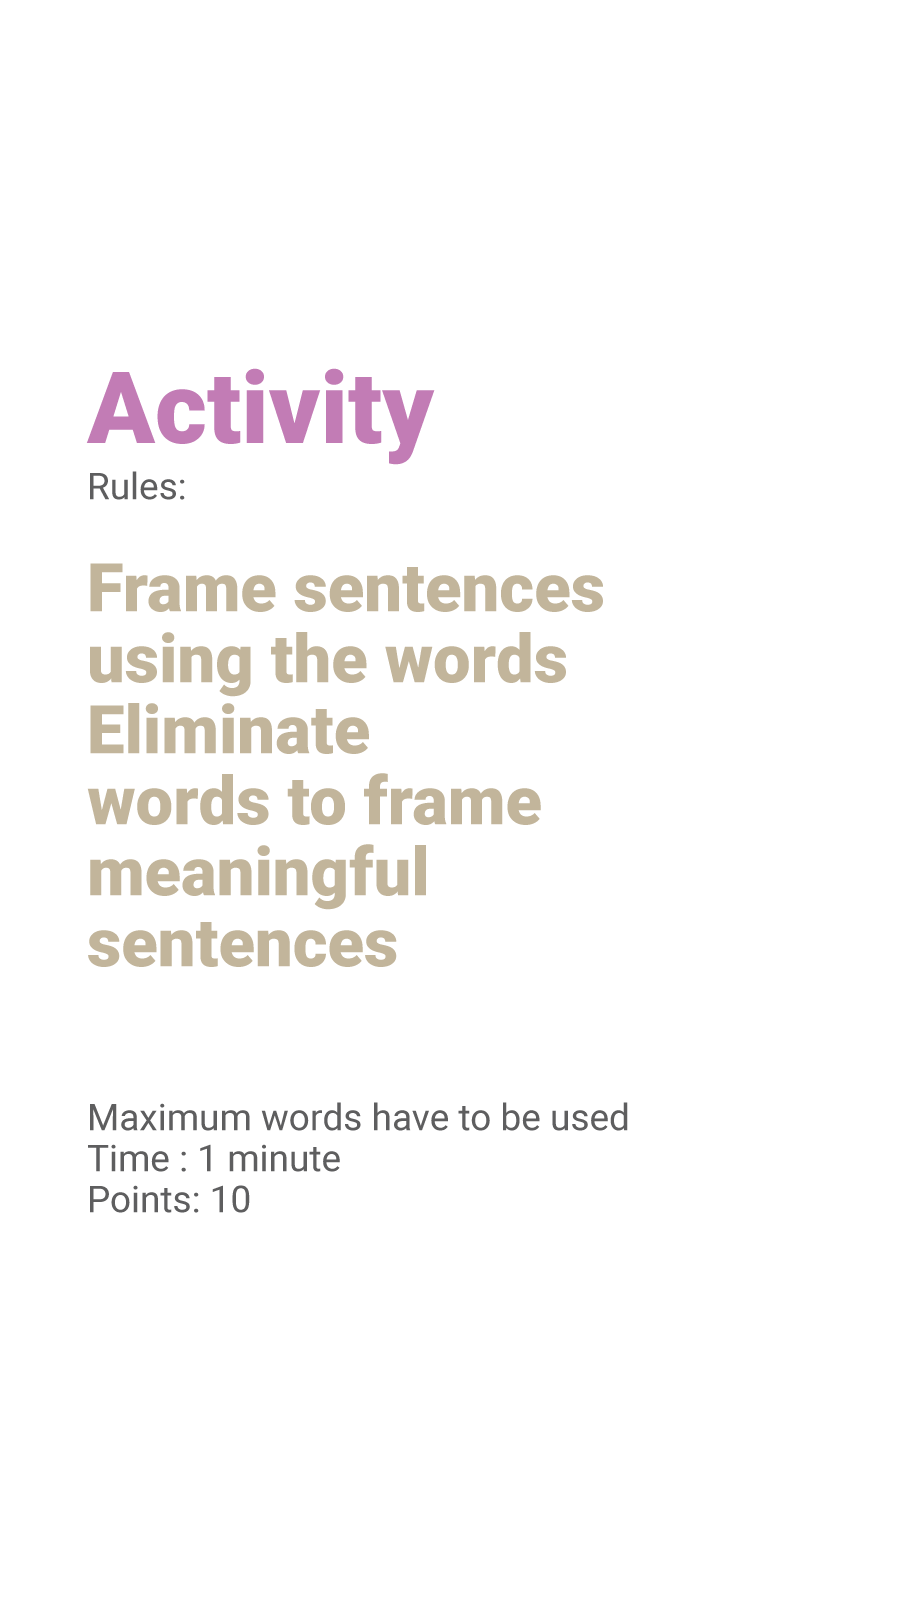 Activity
Rules:
Frame sentences
using the words
Eliminate
words to frame
meaningful
sentences
Maximum words have to be used
Time : 1 minute
Points: 10